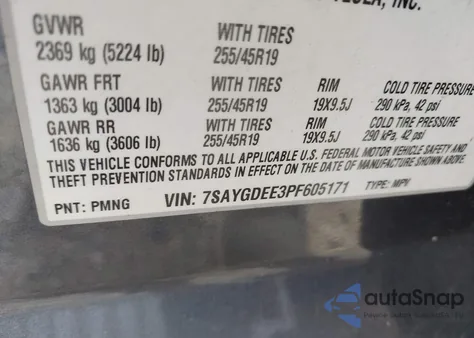 INC.
GVWR WITH TIRES
2369 kg (5224 lb) 255/45R19
GAWR FRT WITH TIRES RIM COLD TIRE PRESSURE
1363 kg (3004 lb) 255/45R19 19X9.5J 290 kPa, 42 psi
GAWR RR WITH TIRES RIM COLD TIRE PRESSURE
1636 kg (3606 lb) 255/45R19 19X9.5J 290 kPa, 42 psi
THIS VEHICLE CONFORMS TO ALL APPLICABLE U.S. FEDERAL MOTOR VEHICLE SAFETY AND
THEFT PREVENTION STANDARDS IN EFFECT ON THE DATE OF MANUFACTURE SHOWN ABOVE.
PNT: PMNG VIN: 7SAYGDEE3PF605171 TYPE: MPV
autoSnap